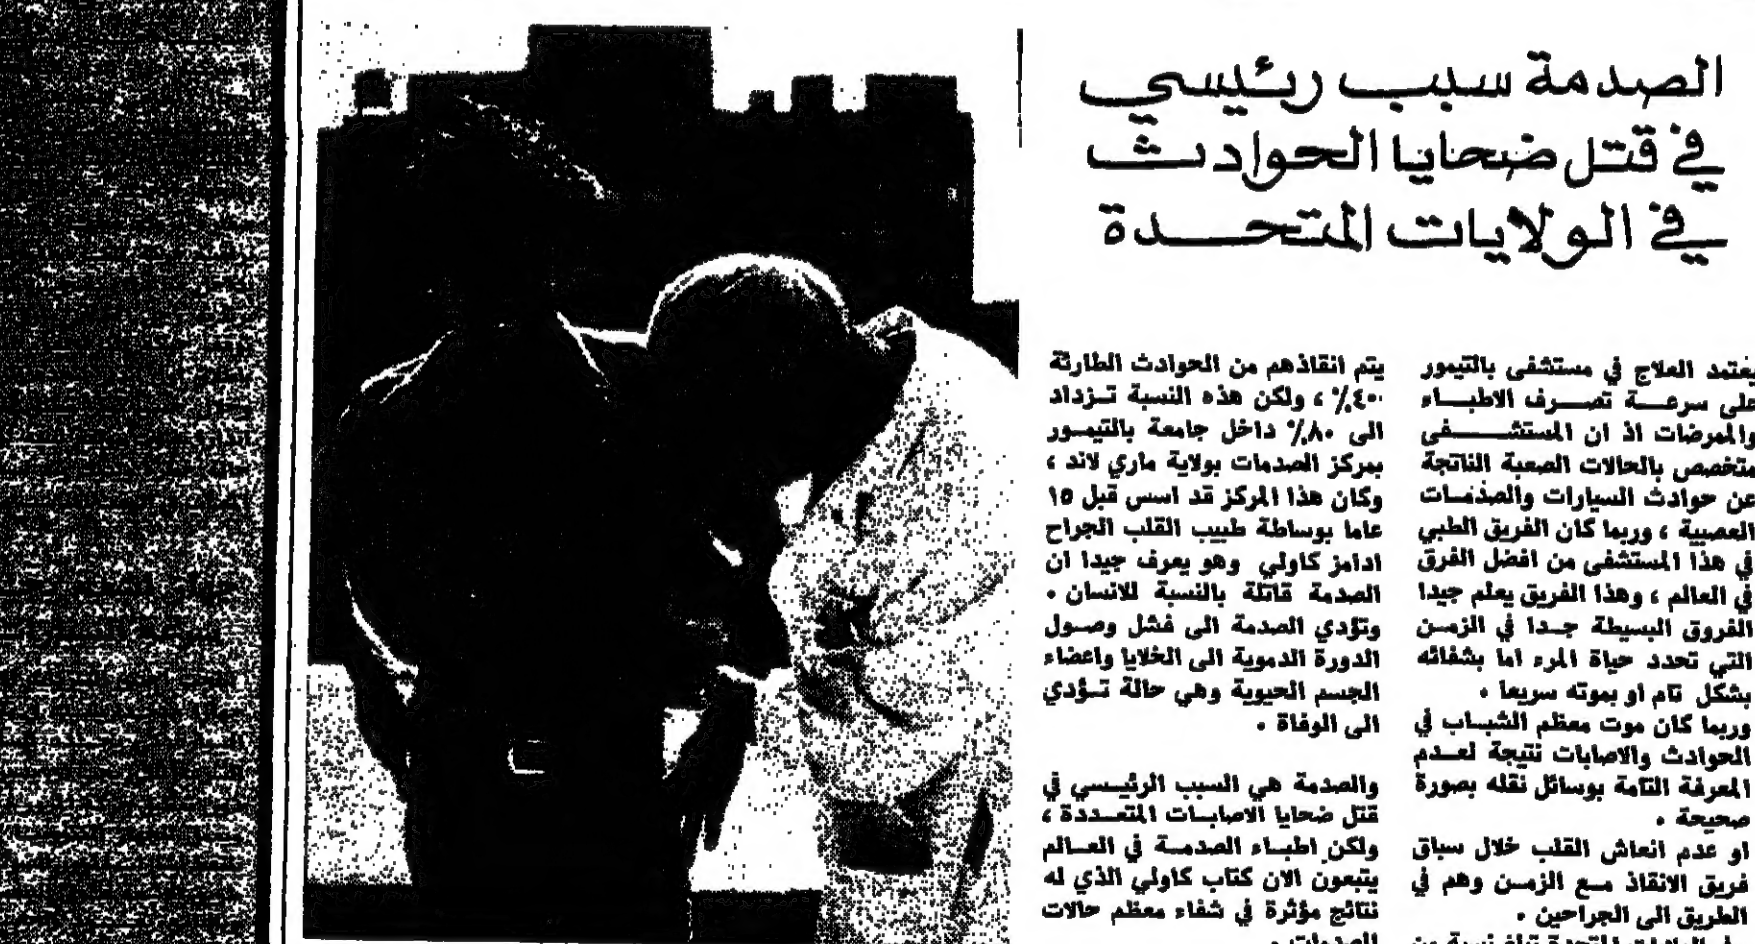 الصدمة سبب رئيسي
في قتل ضحايا الحوادث
في الولايات المتحدة
يعتمد العلاج في مستشفى بالتيمور
على سرعة تصرف الاطباء
والممرضات اذ ان المستشفى
متخصص بالحالات الصعبة الناتجة
عن حوادث السيارات والصدمات
العصبية ، وربما كان الفريق الطبي
في هذا المستشفى من افضل الفرق
في العالم ، وهذا الفريق يعلم جيدا
الفروق البسيطة جدا في الزمن
التي تحدد حياة المرء اما بشفائه
بشكل تام او بموته سريعا .
وربما كان موت معظم الشباب في
الحوادث والاصابات نتيجة لعدم
المعرفة التامة بوسائل نقله بصورة
صحيحة .
او عدم انعاش القلب خلال سباق
فريق الانقاذ مع الزمن وهم في
الطريق الى الجراحين .
يتم انقاذهم من الحوادث الطارئة
٤٠٪ ، ولكن هذه النسبة تزداد
الى ٨٠٪ داخل جامعة بالتيمور
بمركز الصدمات بولاية ماري لاند ،
وكان هذا المركز قد اسس قبل ١٥
عاما بوساطة طبيب القلب الجراح
ادامز كاولي وهو يعرف جيدا ان
الصدمة قاتلة بالنسبة للانسان .
وتؤدي الصدمة الى فشل وصول
الدورة الدموية الى الخلايا واعضاء
الجسم الحيوية وهي حالة تؤدي
الى الوفاة .
والصدمة هي السبب الرئيسي في
قتل ضحايا الاصابات المتعددة ،
ولكن اطباء الصدمة في العالم
يتبعون الان كتاب كاولي الذي له
نتائج مؤثرة في شفاء معظم حالات